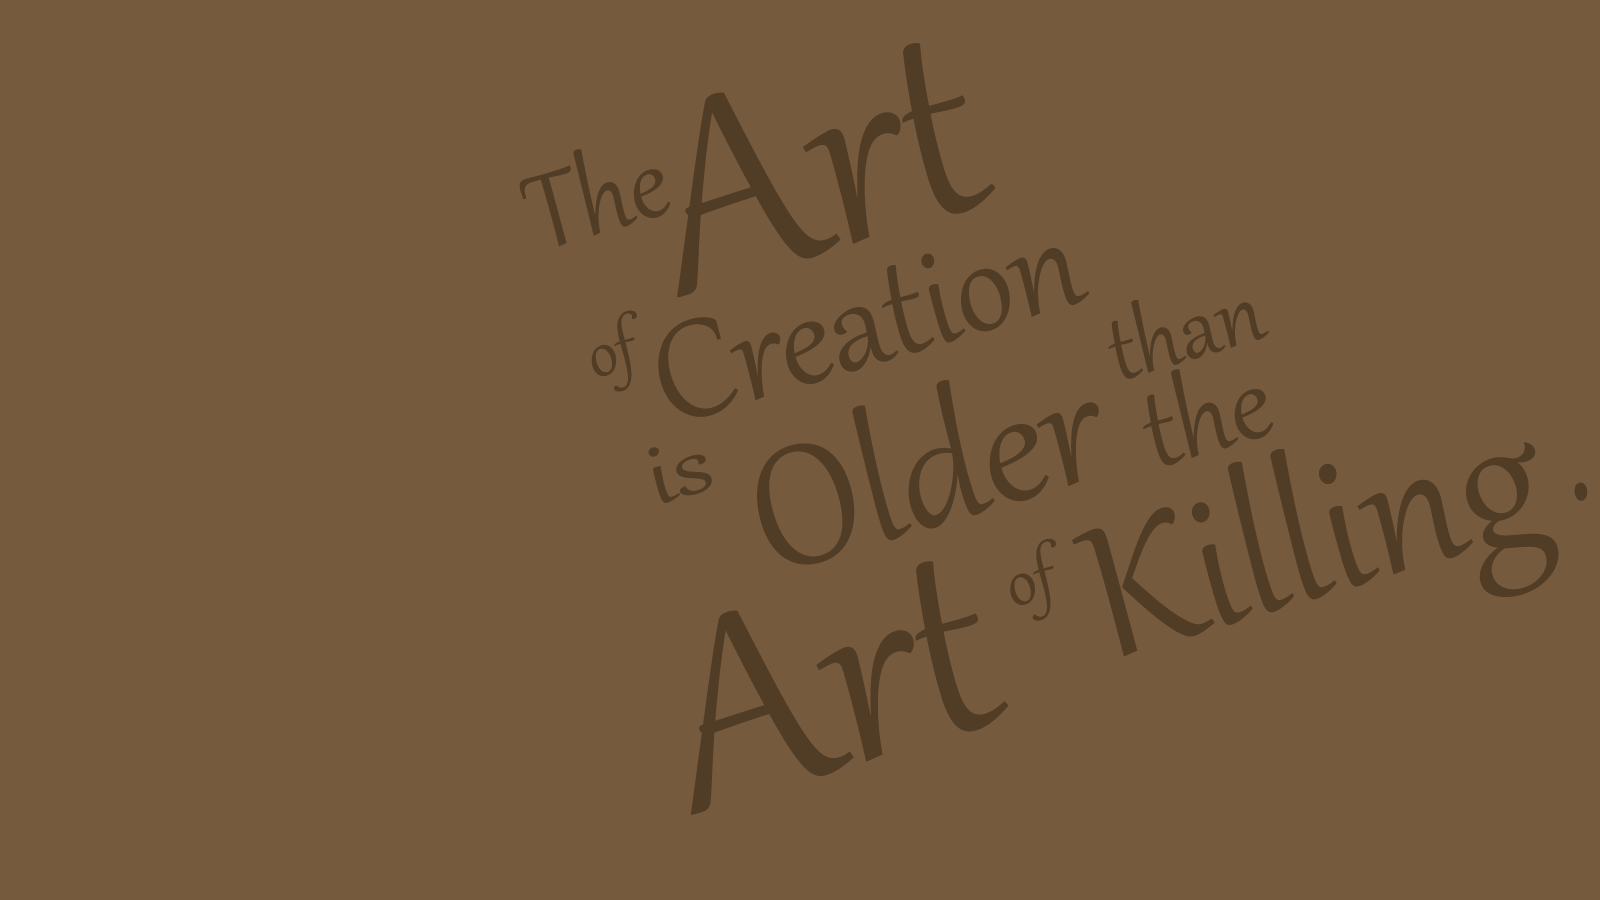 The Art
of Creation
is Older than
the
Art of Killing.